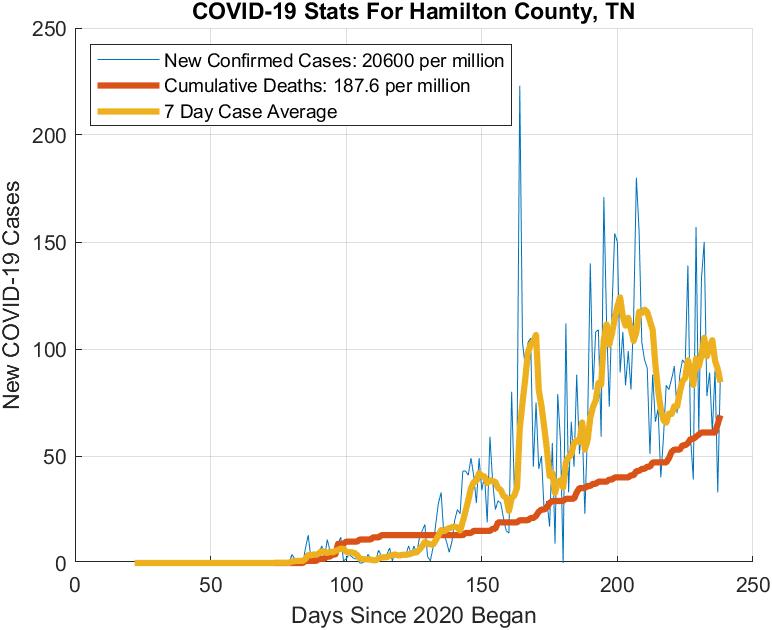 COVID-19 Stats For Hamilton County, TN
New Confirmed Cases: 20600 per million
Cumulative Deaths: 187.6 per million
7 Day Case Average
New COVID-19 Cases
250
200
150
100
50
0
0 50 100 150 200 250
Days Since 2020 Began